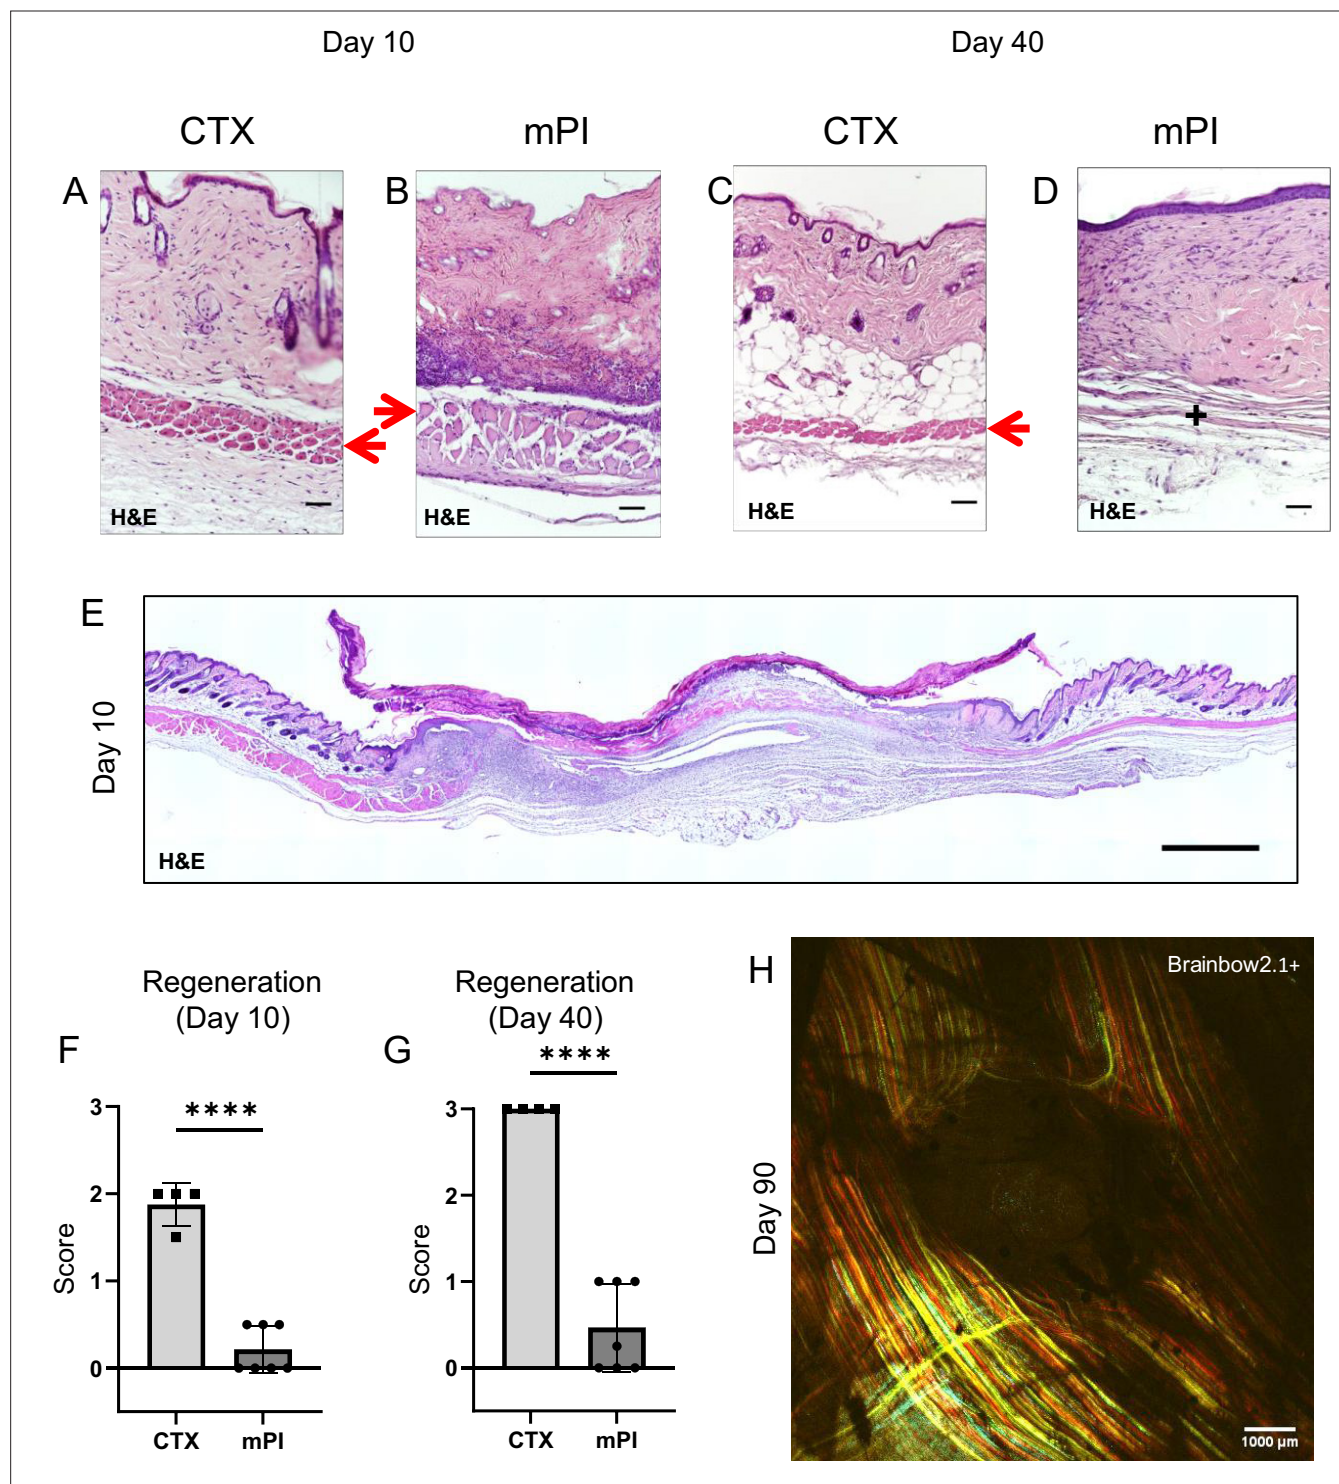 Day 10
Day 40
CTX
mPI
CTX
mPI
A
B
C
D
H&E
H&E
H&E
H&E
E
Day 10
H&E
Regeneration
(Day 10)
Regeneration
(Day 40)
F
G
****
****
Score
3
2
1
0
CTX
mPI
Score
3
2
1
0
CTX
mPI
H
Brainbow2.1+
Day 90
1000 µm